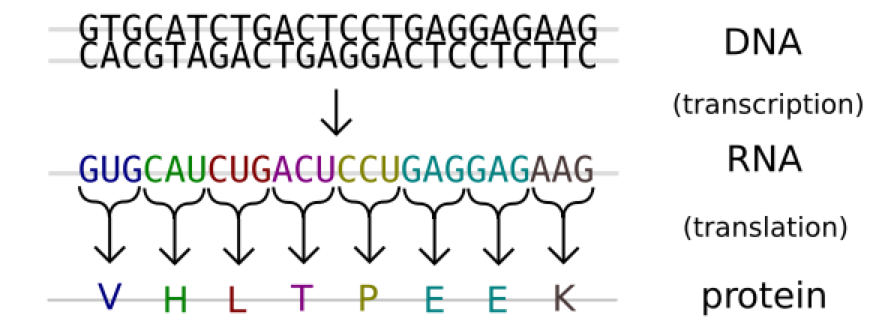 GTGCATCTGACTCCTGAGGAGAAG DNA
CACGTAGACTGAGGACTCCTCTTC
(transcription)
GUGCAUCUGACUCCUGAGGAGAAG RNA
(translation)
V H L T P E E K protein